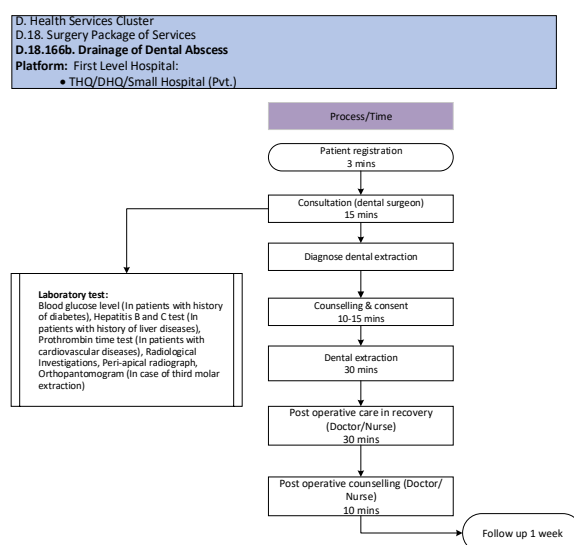 D. Health Services Cluster
D.18. Surgery Package of Services
D.18.166b. Drainage of Dental Abscess
Platform: First Level Hospital:
• THQ/DHQ/Small Hospital (Pvt.)
Process/Time
Patient registration
3 mins
Consultation (dental surgeon)
15 mins
Diagnose dental extraction
Laboratory test:
Blood glucose level (In patients with history
of diabetes), Hepatitis B and C test (In
patients with history of liver diseases),
Prothrombin time test (In patients with
cardiovascular diseases), Radiological
Investigations, Peri-apical radiograph,
Orthopantomogram (In case of third molar
extraction)
Counselling & consent
10-15 mins
Dental extraction
30 mins
Post operative care in recovery
(Doctor/Nurse)
30 mins
Post operative counselling (Doctor/
Nurse)
10 mins
Follow up 1 week